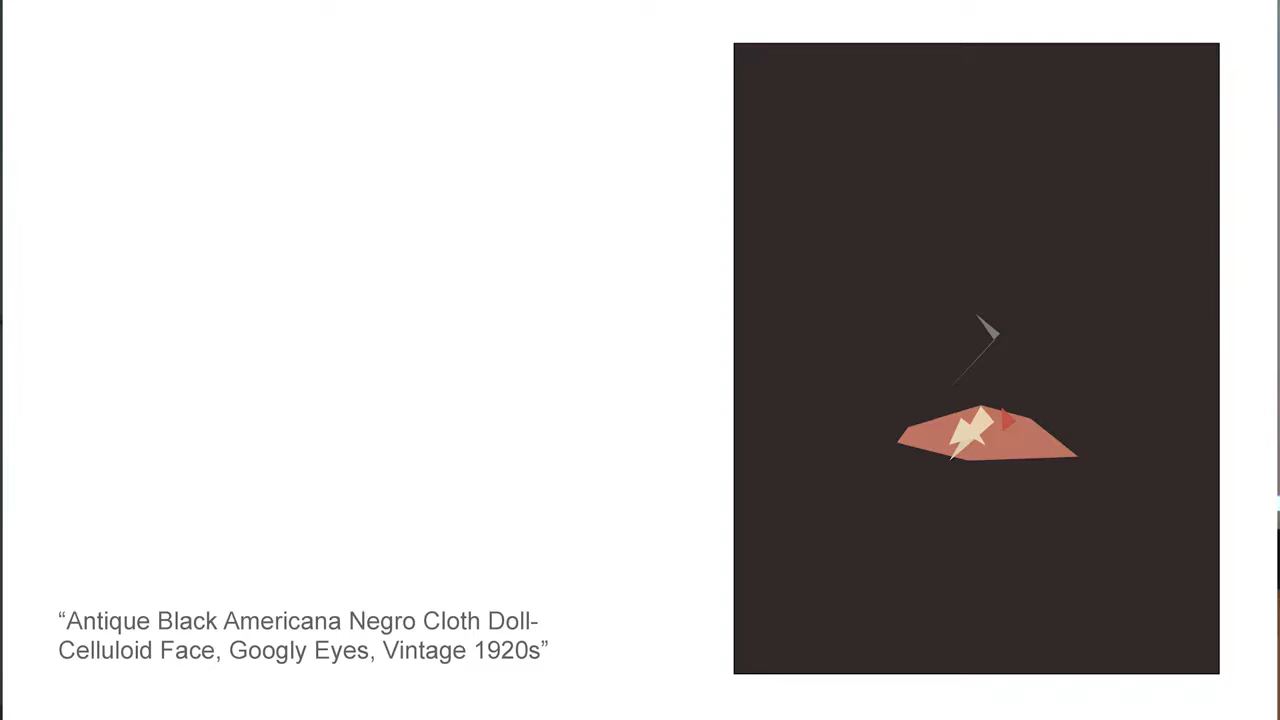 “Antique Black Americana Negro Cloth Doll-
Celluloid Face, Googly Eyes, Vintage 1920s”